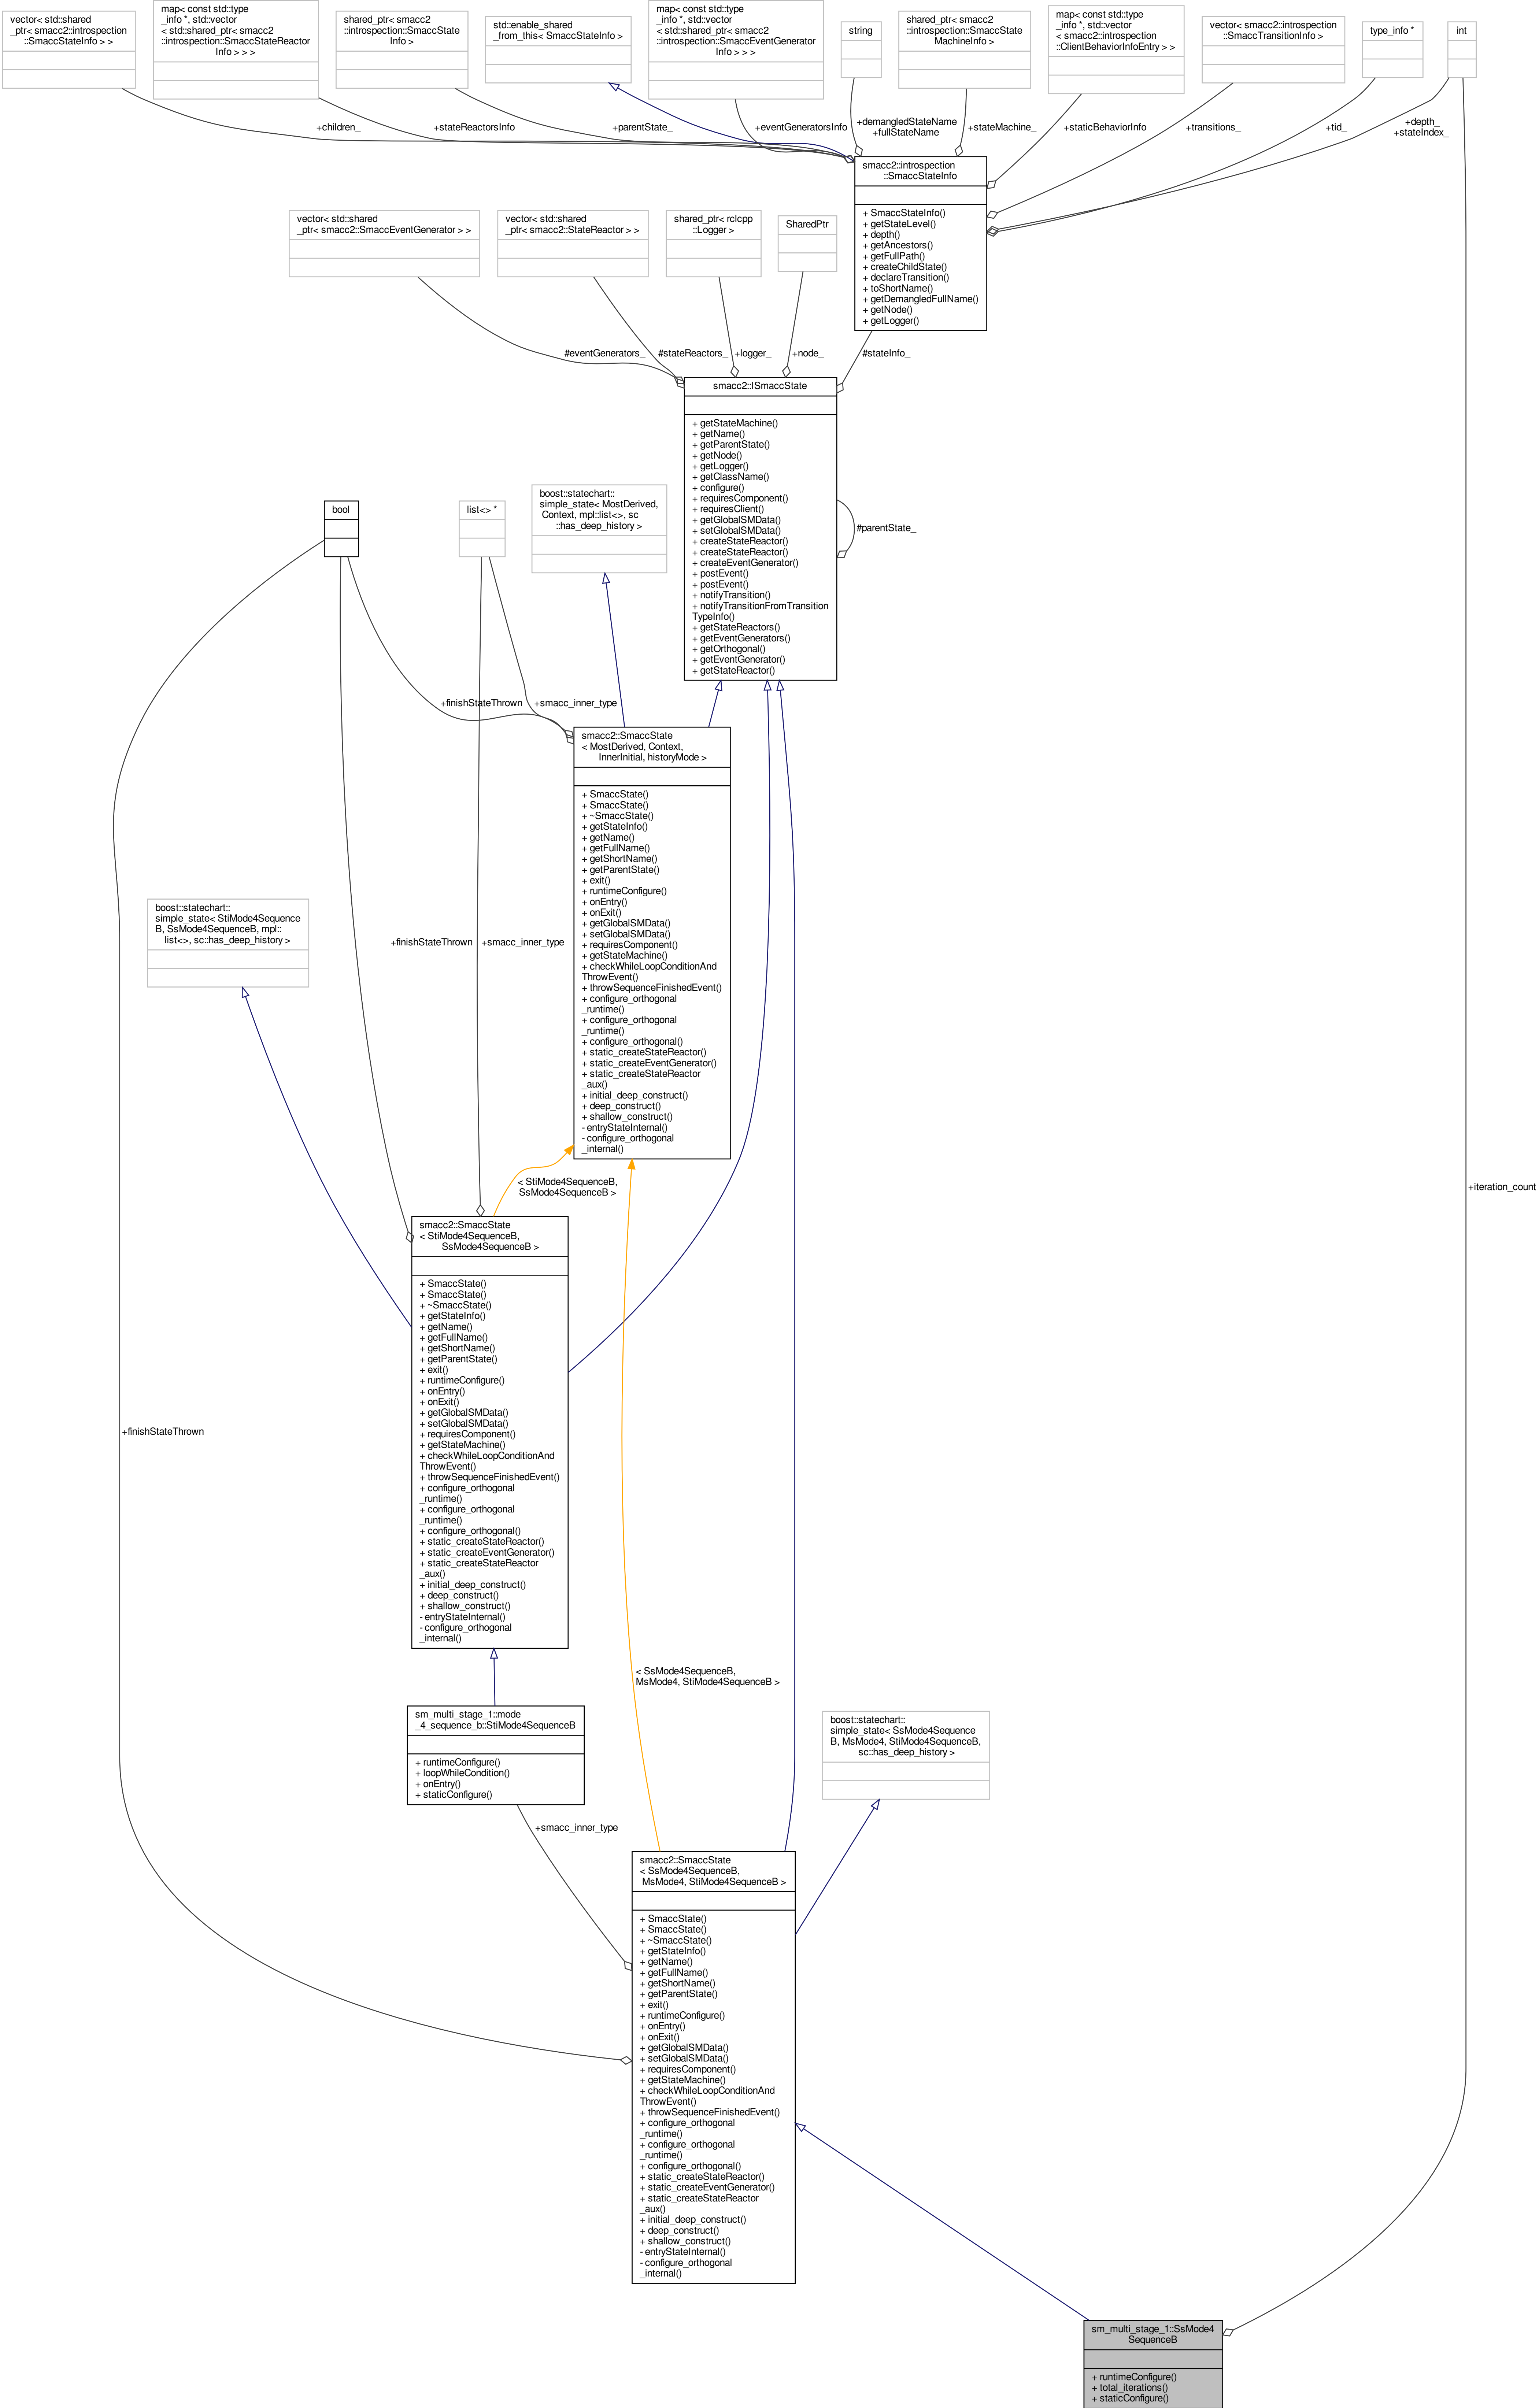 vector< std::shared
_ptr< smacc2::introspection
::SmaccStateInfo > >
map< const std::type
_info *, std::vector
< std::shared_ptr< smacc2
::introspection::SmaccStateReactor
Info > > >
shared_ptr< smacc2
::introspection::SmaccState
Info >
std::enable_shared
_from_this< SmaccStateInfo >
map< const std::type
_info *, std::vector
< std::shared_ptr< smacc2
::introspection::SmaccEventGenerator
Info > > >
string
shared_ptr< smacc2
::introspection::SmaccState
MachineInfo >
map< const std::type
_info *, std::vector
< smacc2::introspection
::ClientBehaviorInfoEntry > >
vector< smacc2::introspection
::SmaccTransitionInfo >
type_info *
int
+children_
+stateReactorsInfo
+parentState_
+eventGeneratorsInfo
+demangledStateName
+fullStateName
+stateMachine_
+staticBehaviorInfo
+transitions_
+tid_
+depth_
+stateIndex_
smacc2::introspection
::SmaccStateInfo
+ SmaccStateInfo()
+ getStateLevel()
+ depth()
+ getAncestors()
+ getFullPath()
+ createChildState()
+ declareTransition()
+ toShortName()
+ getDemangledFullName()
+ getNode()
+ getLogger()
vector< std::shared
_ptr< smacc2::SmaccEventGenerator > >
vector< std::shared
_ptr< smacc2::StateReactor > >
shared_ptr< rclcpp
::Logger >
SharedPtr
#eventGenerators_
#stateReactors_
+logger_
+node_
#stateInfo_
smacc2::ISmaccState
+ getStateMachine()
+ getName()
+ getParentState()
+ getNode()
+ getLogger()
+ getClassName()
+ configure()
+ requiresComponent()
+ requiresClient()
+ getGlobalSMData()
+ setGlobalSMData()
+ createStateReactor()
+ createStateReactor()
+ createEventGenerator()
+ postEvent()
+ postEvent()
+ notifyTransition()
+ notifyTransitionFromTransition
TypeInfo()
+ getStateReactors()
+ getEventGenerators()
+ getOrthogonal()
+ getEventGenerator()
+ getStateReactor()
#parentState_
bool
list<> *
boost::statechart::
simple_state< MostDerived,
Context, mpl::list<>, sc
::has_deep_history >
+finishStateThrown
+smacc_inner_type
smacc2::SmaccState
< MostDerived, Context,
InnerInitial, historyMode >
+ SmaccState()
+ SmaccState()
+ ~SmaccState()
+ getStateInfo()
+ getName()
+ getFullName()
+ getShortName()
+ getParentState()
+ exit()
+ runtimeConfigure()
+ onEntry()
+ onExit()
+ getGlobalSMData()
+ setGlobalSMData()
+ requiresComponent()
+ getStateMachine()
+ checkWhileLoopConditionAnd
ThrowEvent()
+ throwSequenceFinishedEvent()
+ configure_orthogonal
_runtime()
+ configure_orthogonal
_runtime()
+ configure_orthogonal()
+ static_createStateReactor()
+ static_createEventGenerator()
+ static_createStateReactor
_aux()
+ initial_deep_construct()
+ deep_construct()
+ shallow_construct()
- entryStateInternal()
- configure_orthogonal
_internal()
boost::statechart::
simple_state< StiMode4Sequence
B, SsMode4SequenceB, mpl::
list<>, sc::has_deep_history >
+finishStateThrown
+smacc_inner_type
< StiMode4SequenceB,
SsMode4SequenceB >
+iteration_count
smacc2::SmaccState
< StiMode4SequenceB,
SsMode4SequenceB >
+ SmaccState()
+ SmaccState()
+ ~SmaccState()
+ getStateInfo()
+ getName()
+ getFullName()
+ getShortName()
+ getParentState()
+ exit()
+ runtimeConfigure()
+ onEntry()
+ onExit()
+ getGlobalSMData()
+ setGlobalSMData()
+ requiresComponent()
+ getStateMachine()
+ checkWhileLoopConditionAnd
ThrowEvent()
+ throwSequenceFinishedEvent()
+ configure_orthogonal
_runtime()
+ configure_orthogonal
_runtime()
+ configure_orthogonal()
+ static_createStateReactor()
+ static_createEventGenerator()
+ static_createStateReactor
_aux()
+ initial_deep_construct()
+ deep_construct()
+ shallow_construct()
- entryStateInternal()
- configure_orthogonal
_internal()
+finishStateThrown
< SsMode4SequenceB,
MsMode4, StiMode4SequenceB >
sm_multi_stage_1::mode
_4_sequence_b::StiMode4SequenceB
+ runtimeConfigure()
+ loopWhileCondition()
+ onEntry()
+ staticConfigure()
boost::statechart::
simple_state< SsMode4Sequence
B, MsMode4, StiMode4SequenceB,
sc::has_deep_history >
+smacc_inner_type
smacc2::SmaccState
< SsMode4SequenceB,
MsMode4, StiMode4SequenceB >
+ SmaccState()
+ SmaccState()
+ ~SmaccState()
+ getStateInfo()
+ getName()
+ getFullName()
+ getShortName()
+ getParentState()
+ exit()
+ runtimeConfigure()
+ onEntry()
+ onExit()
+ getGlobalSMData()
+ setGlobalSMData()
+ requiresComponent()
+ getStateMachine()
+ checkWhileLoopConditionAnd
ThrowEvent()
+ throwSequenceFinishedEvent()
+ configure_orthogonal
_runtime()
+ configure_orthogonal
_runtime()
+ configure_orthogonal()
+ static_createStateReactor()
+ static_createEventGenerator()
+ static_createStateReactor
_aux()
+ initial_deep_construct()
+ deep_construct()
+ shallow_construct()
- entryStateInternal()
- configure_orthogonal
_internal()
sm_multi_stage_1::SsMode4
SequenceB
+ runtimeConfigure()
+ total_iterations()
+ staticConfigure()